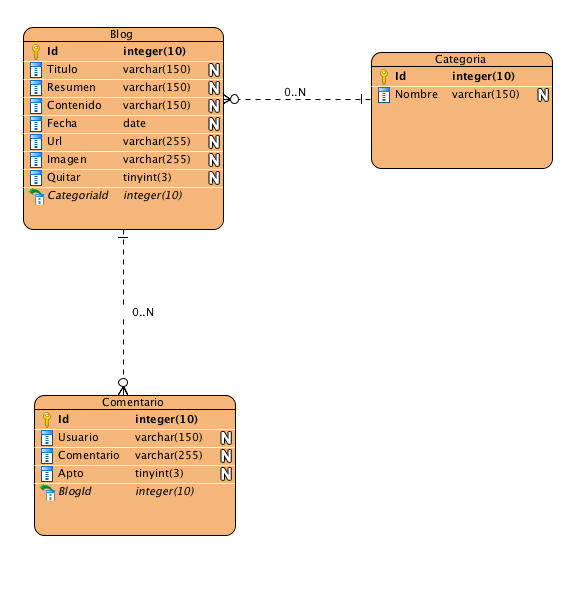 Blog
Id integer(10)
Titulo varchar(150) N
Resumen varchar(150) N
Contenido varchar(150) N
Fecha date N
Url varchar(255) N
Imagen varchar(255) N
Quitar tinyint(3) N
CategoriaId integer(10)
0..N
Categoria
Id integer(10)
Nombre varchar(150) N
0..N
Comentario
Id integer(10)
Usuario varchar(150) N
Comentario varchar(255) N
Apto tinyint(3) N
BlogId integer(10)